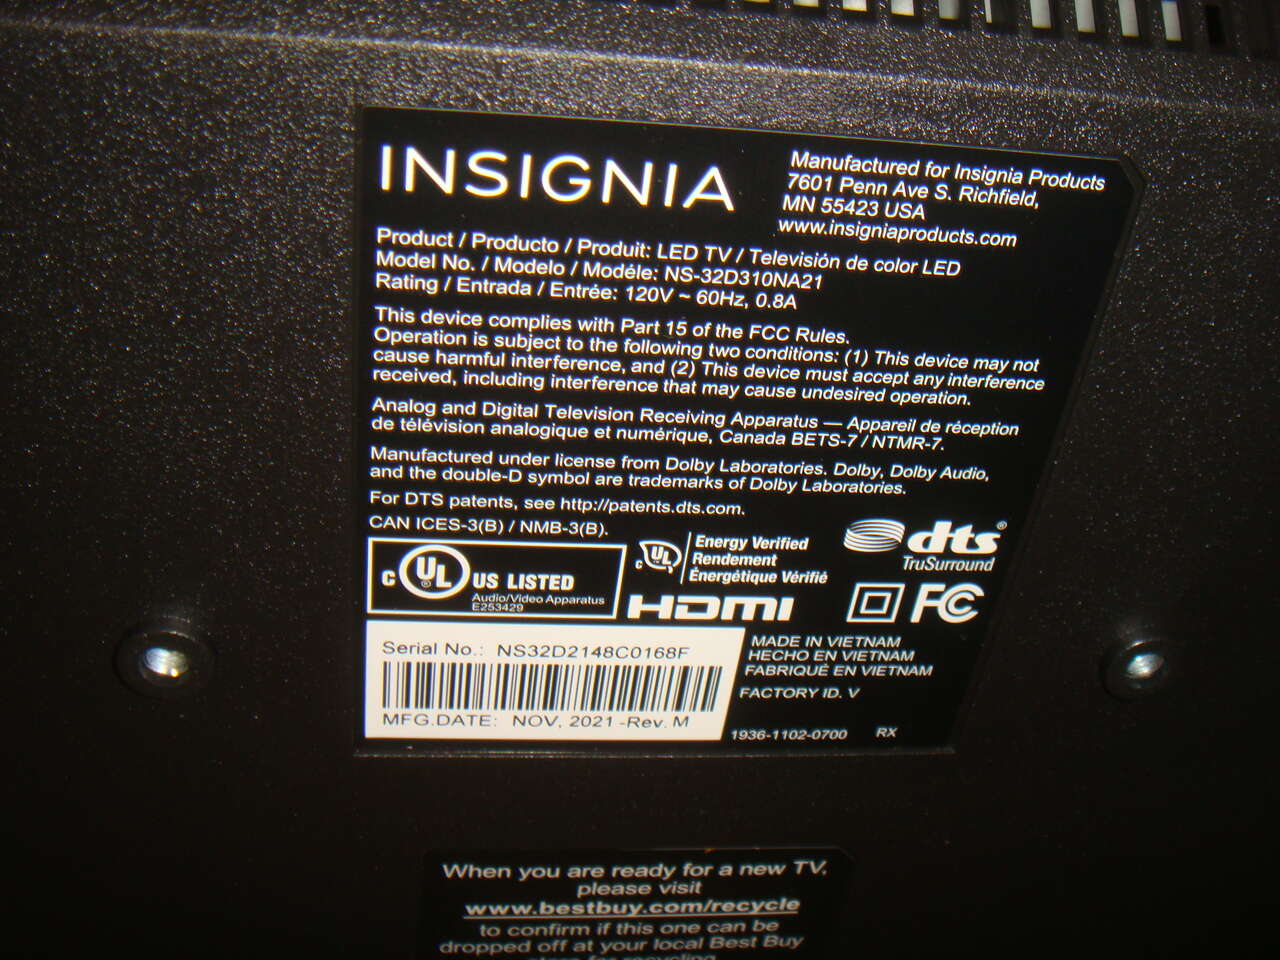 INSIGNIA
Manufactured for Insignia Products
7601 Penn Ave S. Richfield,
MN 55423 USA
www.insigniaproducts.com
Product / Producto / Produit: LED TV / Televisión de color LED
Model No. / Modelo / Modéle: NS-32D310NA21
Rating / Entrada / Entrée: 120V ~ 60Hz, 0.8A
This device complies with Part 15 of the FCC Rules.
Operation is subject to the following two conditions: (1) This device may not
cause harmful interference, and (2) This device must accept any interference
received, including interference that may cause undesired operation.
Analog and Digital Television Receiving Apparatus — Appareil de réception
de télévision analogique et numérique, Canada BETS-7 / NTMR-7.
Manufactured under license from Dolby Laboratories. Dolby, Dolby Audio,
and the double-D symbol are trademarks of Dolby Laboratories.
For DTS patents, see http://patents.dts.com.
CAN ICES-3(B) / NMB-3(B).
C UL® US LISTED
Audio/Video Apparatus
E253429
C UL
Energy Verified
Rendement
Énergétique Vérifié
dts®
TruSurround
HDMI
FC
Serial No.: NS32D2148C0168F
MFG.DATE: NOV, 2021 -Rev. M
MADE IN VIETNAM
HECHO EN VIETNAM
FABRIQUÉ EN VIETNAM
FACTORY ID. V
1936-1102-0700 RX
When you are ready for a new TV,
please visit
www.bestbuy.com/recycle
to confirm if this one can be
dropped off at your local Best Buy
store for recycling